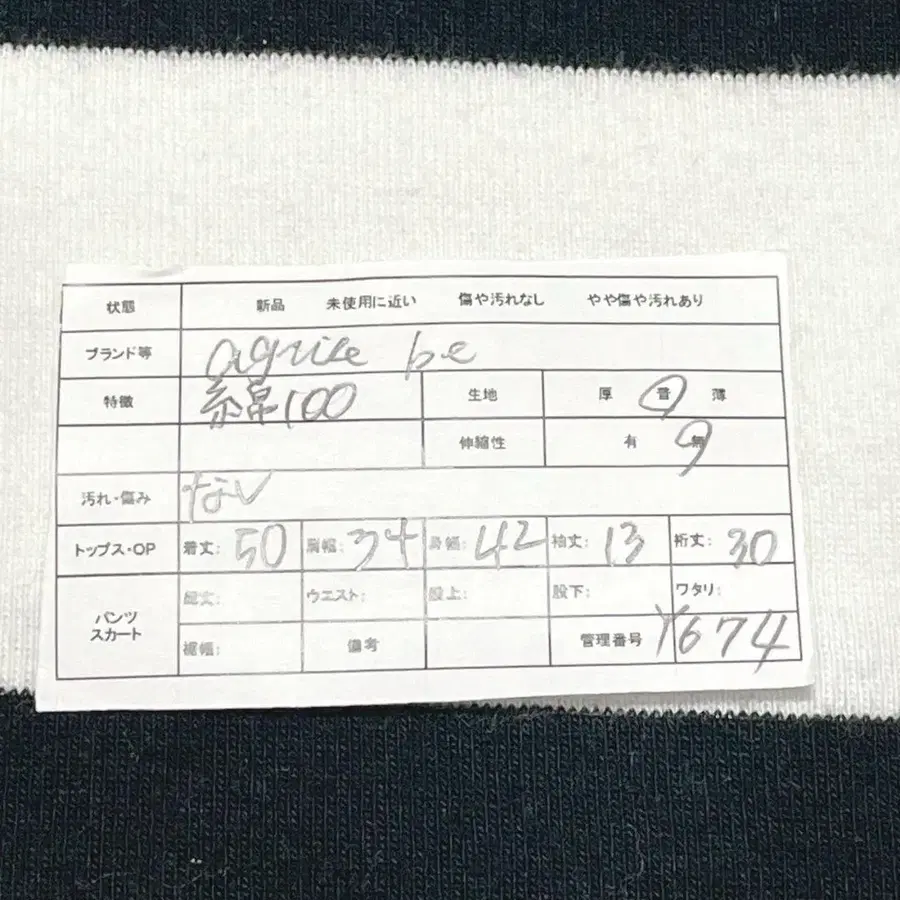 状態 新品 未使用に近い 傷や汚れなし やや傷や汚れあり
ブランド等 agnise be
特徴 綿100 生地 厚 普 薄
伸縮性 有 無
汚れ・傷み なし
トップス・OP 着丈: 50 肩幅: 34 身幅: 42 袖丈: 13 裄丈: 30
パンツ スカート 総丈: ウエスト: 股上: 股下: ワタリ:
裾幅: 備考 管理番号 Y674